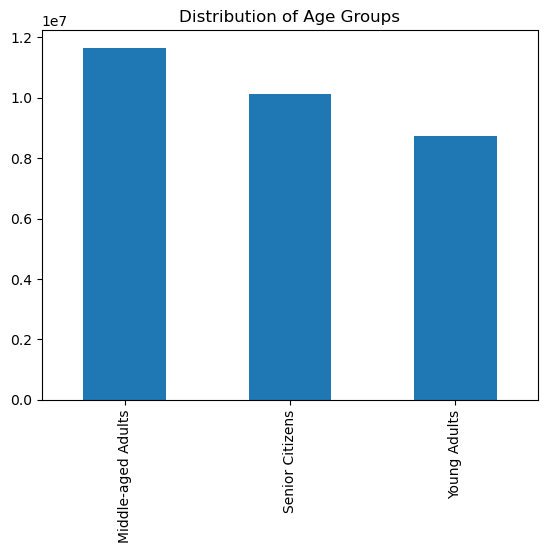 Distribution of Age Groups
1e7
1.2
1.0
0.8
0.6
0.4
0.2
0.0
Middle-aged Adults
Senior Citizens
Young Adults